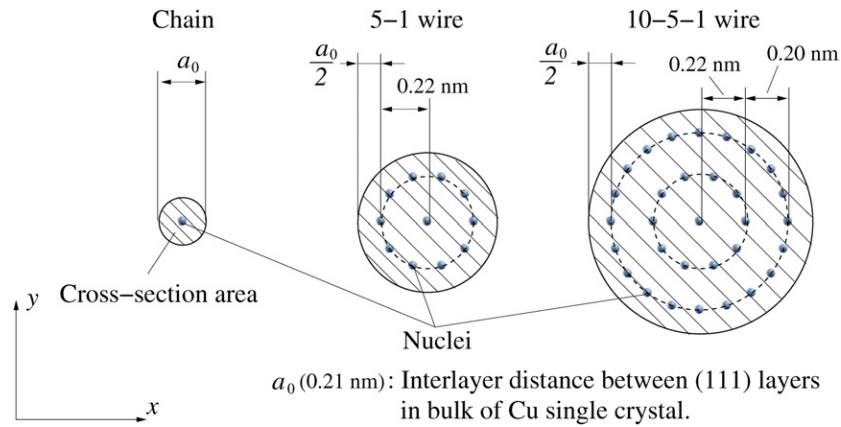 Chain
5−1 wire
10−5−1 wire
a0
a0
2
0.22 nm
a0
2
0.22 nm
0.20 nm
Cross−section area
Nuclei
y
x
a0 (0.21 nm): Interlayer distance between (111) layers
in bulk of Cu single crystal.